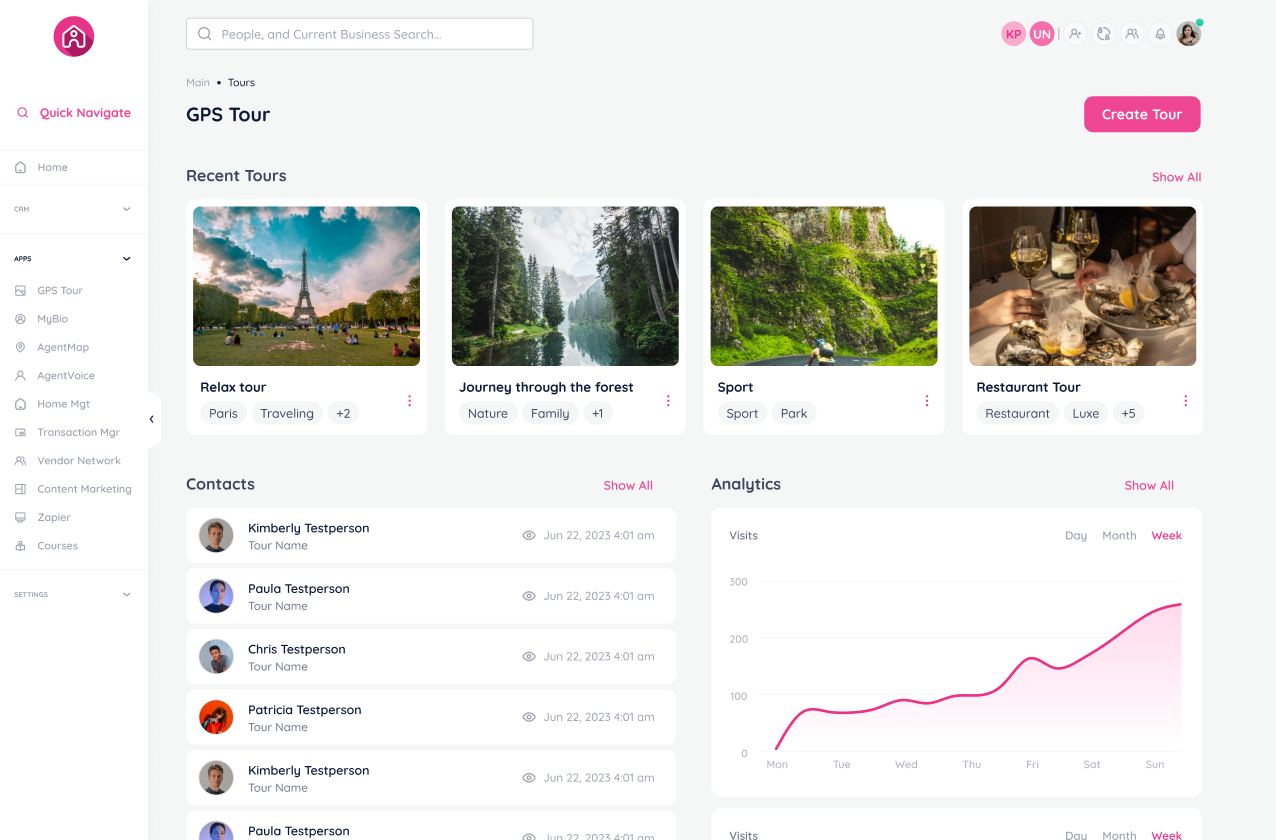 People, and Current Business Search...
KP
UN
Quick Navigate
Home
CRM
APPS
GPS Tour
MyBio
AgentMap
AgentVoice
Home Mgt
Transaction Mgr
Vendor Network
Content Marketing
Zapier
Courses
SETTINGS
Main • Tours
GPS Tour
Create Tour
Recent Tours
Show All
Relax tour
Paris
Traveling
+2
Journey through the forest
Nature
Family
+1
Sport
Sport
Park
Restaurant Tour
Restaurant
Luxe
+5
Contacts
Show All
Kimberly Testperson
Tour Name
Jun 22, 2023 4:01 am
Paula Testperson
Tour Name
Jun 22, 2023 4:01 am
Chris Testperson
Tour Name
Jun 22, 2023 4:01 am
Patricia Testperson
Tour Name
Jun 22, 2023 4:01 am
Kimberly Testperson
Tour Name
Jun 22, 2023 4:01 am
Paula Testperson
Jun 22, 2023 4:01 am
Analytics
Show All
Visits
Day
Month
Week
300
200
100
0
Mon
Tue
Wed
Thu
Fri
Sat
Sun
Visits
Day
Month
Week